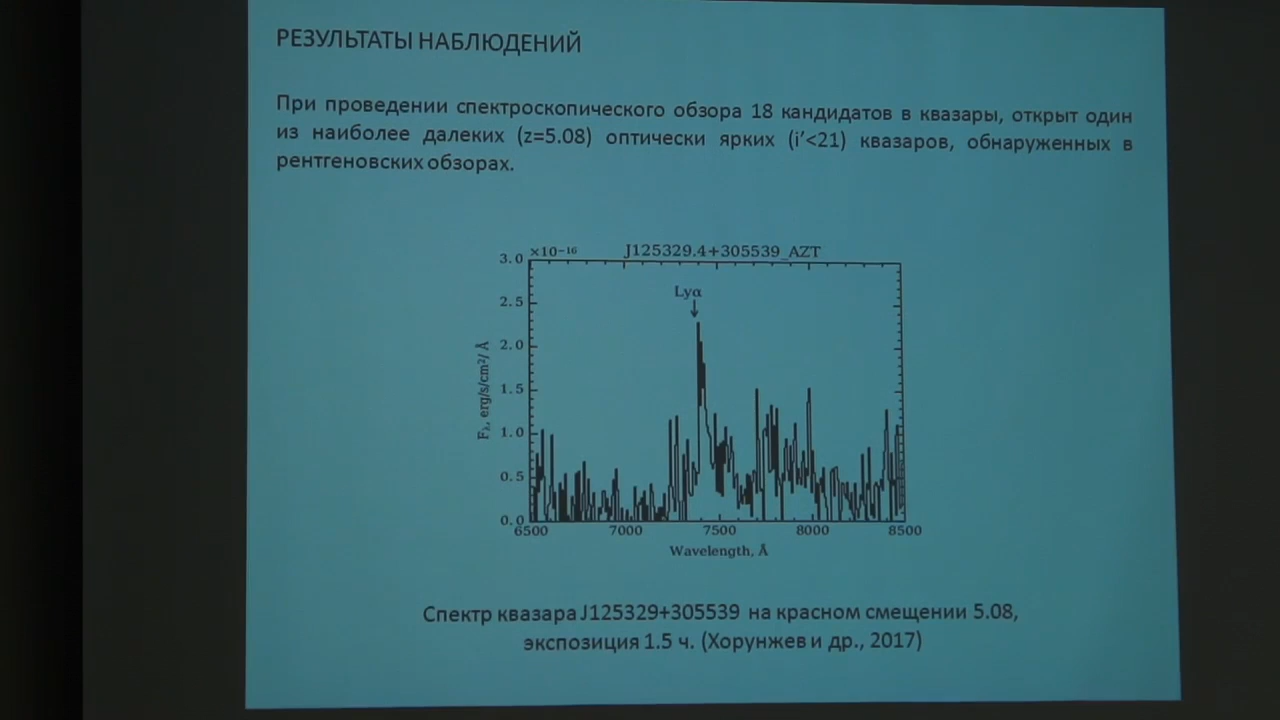 РЕЗУЛЬТАТЫ НАБЛЮДЕНИЙ
При проведении спектроскопического обзора 18 кандидатов в квазары, открыт один
из наиболее далеких (z=5.08) оптически ярких (i’<21) квазаров, обнаруженных в
рентгеновских обзорах.
×10−16 J125329.4+305539_AZT
3.0
Lyα
2.5
2.0
1.5
1.0
0.5
0.0
Fλ, erg/s/cm²/ Å
6500 7000 7500 8000 8500
Wavelength, Å
Спектр квазара J125329+305539 на красном смещении 5.08,
экспозиция 1.5 ч. (Хорунжев и др., 2017)